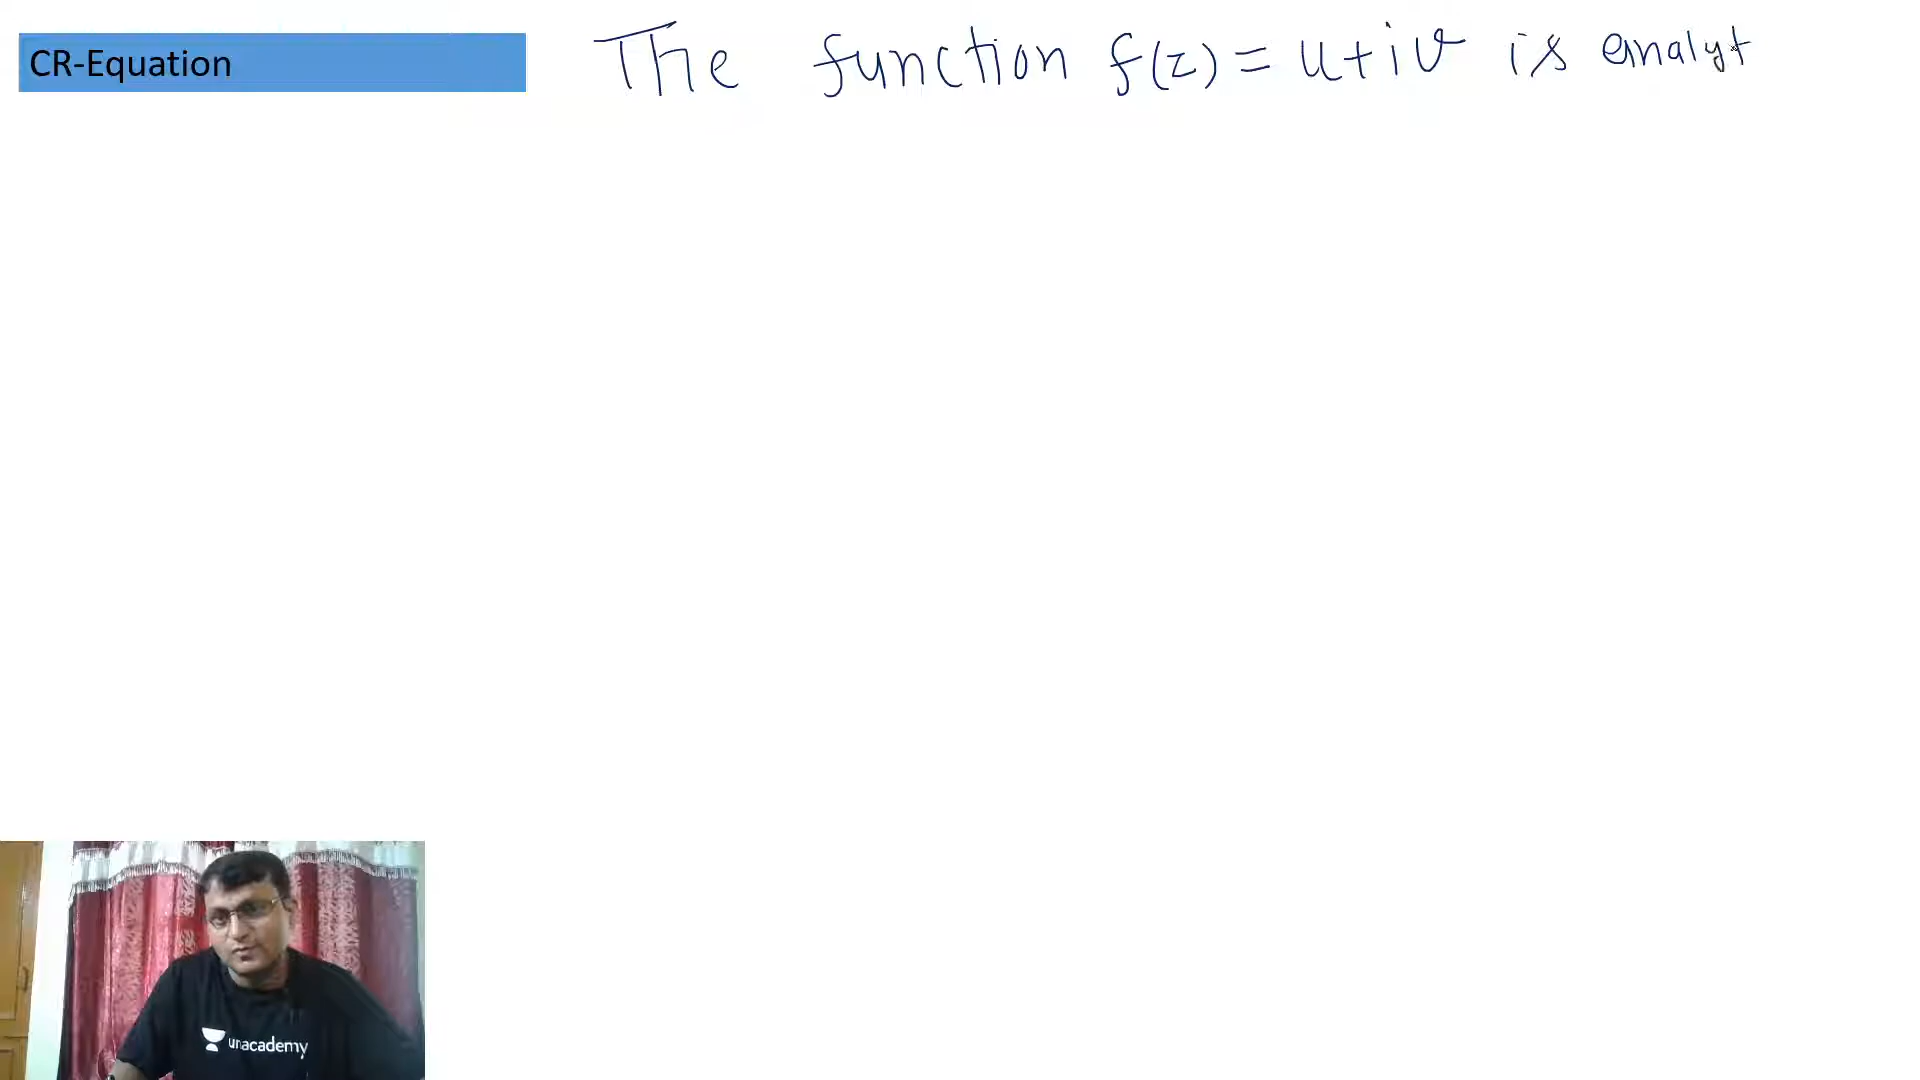 CR-Equation
The function f(z) = u+iv is analyt
unacademy